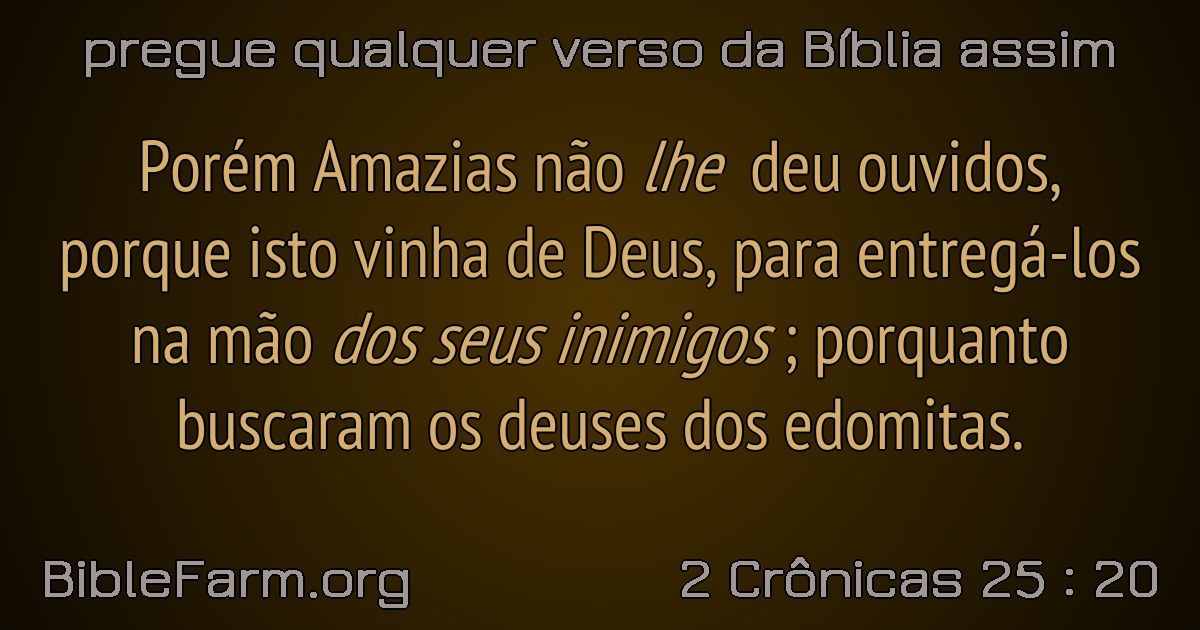 pregue qualquer verso da Bíblia assim
Porém Amazias não lhe deu ouvidos,
porque isto vinha de Deus, para entregá-los
na mão dos seus inimigos ; porquanto
buscaram os deuses dos edomitas.
BibleFarm.org
2 Crônicas 25 : 20